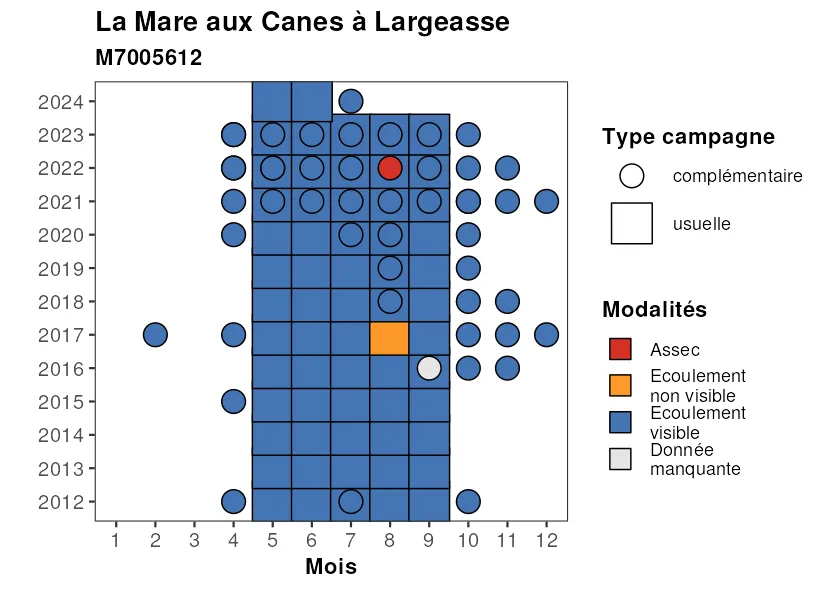 La Mare aux Canes à Largeasse
M7005612
2024
2023
2022
2021
2020
2019
2018
2017
2016
2015
2014
2013
2012
1 2 3 4 5 6 7 8 9 10 11 12
Mois
Type campagne
complémentaire
usuelle
Modalités
Assec
Ecoulement
non visible
Ecoulement
visible
Donnée
manquante